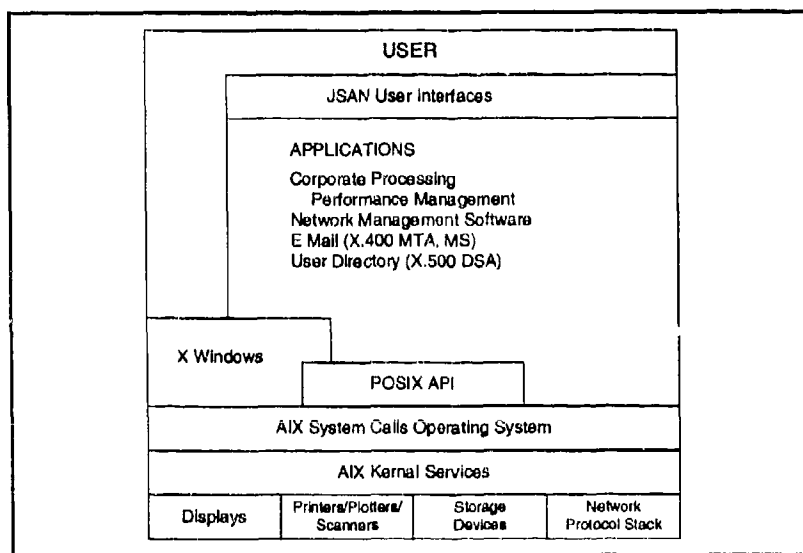 USER
JSAN User Interfaces
APPLICATIONS
Corporate Processing
Performance Management
Network Management Software
E Mail (X.400 MTA, MS)
User Directory (X.500 DSA)
X Windows
POSIX API
AIX System Calls Operating System
AIX Kernal Services
Displays
Printers/Plotters/
Scanners
Storage
Devices
Network
Protocol Stack